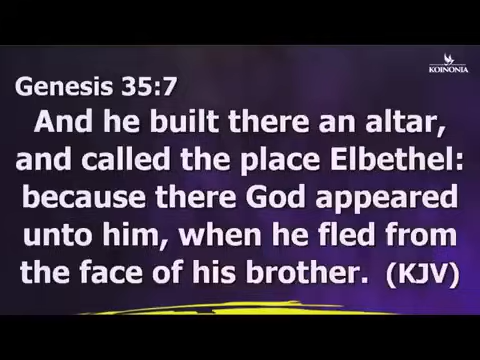 KOINONIA
Genesis 35:7
And he built there an altar,
and called the place Elbethel:
because there God appeared
unto him, when he fled from
the face of his brother. (KJV)